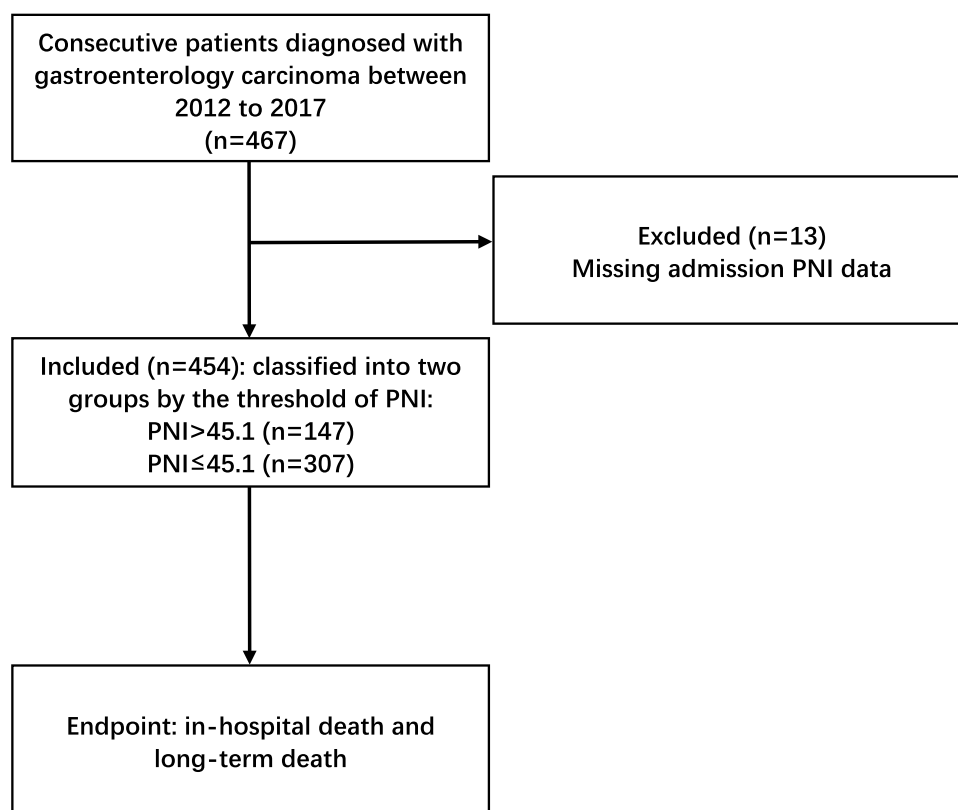 Consecutive patients diagnosed with
gastroenterology carcinoma between
2012 to 2017
(n=467)
Excluded (n=13)
Missing admission PNI data
Included (n=454): classified into two
groups by the threshold of PNI:
PNI>45.1 (n=147)
PNI≤45.1 (n=307)
Endpoint: in-hospital death and
long-term death